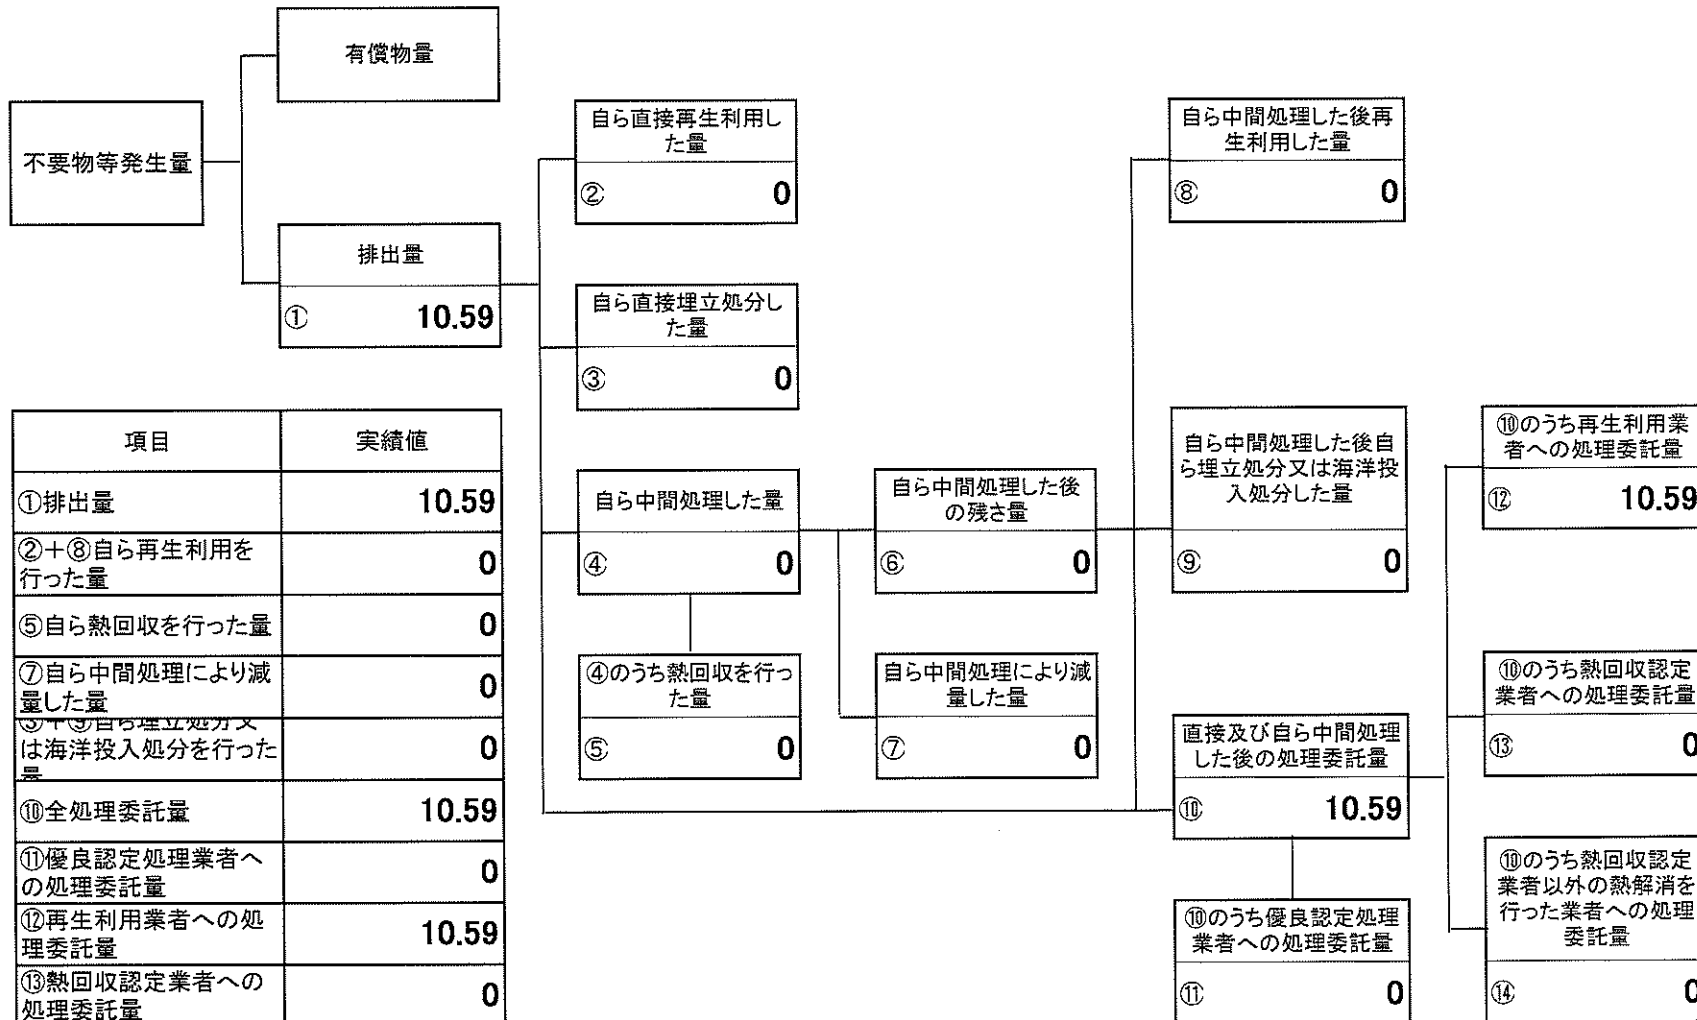 有償物量
不要物等発生量
排出量
① 10.59
自ら直接再生利用し
た量
② 0
自ら直接埋立処分し
た量
③ 0
自ら中間処理した量
④ 0
④のうち熱回収を行っ
た量
⑤ 0
自ら中間処理した後
の残さ量
⑥ 0
自ら中間処理により減
量した量
⑦ 0
自ら中間処理した後再
生利用した量
⑧ 0
自ら中間処理した後自
ら埋立処分又は海洋投
入処分した量
⑨ 0
直接及び自ら中間処理
した後の処理委託量
⑩ 10.59
⑩のうち優良認定処理
業者への処理委託量
⑪ 0
⑩のうち再生利用業
者への処理委託量
⑫ 10.59
⑩のうち熱回収認定
業者への処理委託量
⑬ 0
⑩のうち熱回収認定
業者以外の熱解消を
行った業者への処理
委託量
⑭ 0
項目 実績値
①排出量 10.59
②+⑧自ら再生利用を
行った量 0
⑤自ら熱回収を行った量 0
⑦自ら中間処理により減
量した量 0
③+⑨自ら埋立処分又
は海洋投入処分を行った
量 0
⑩全処理委託量 10.59
⑪優良認定処理業者へ
の処理委託量 0
⑫再生利用業者への処
理委託量 10.59
⑬熱回収認定業者への
処理委託量 0